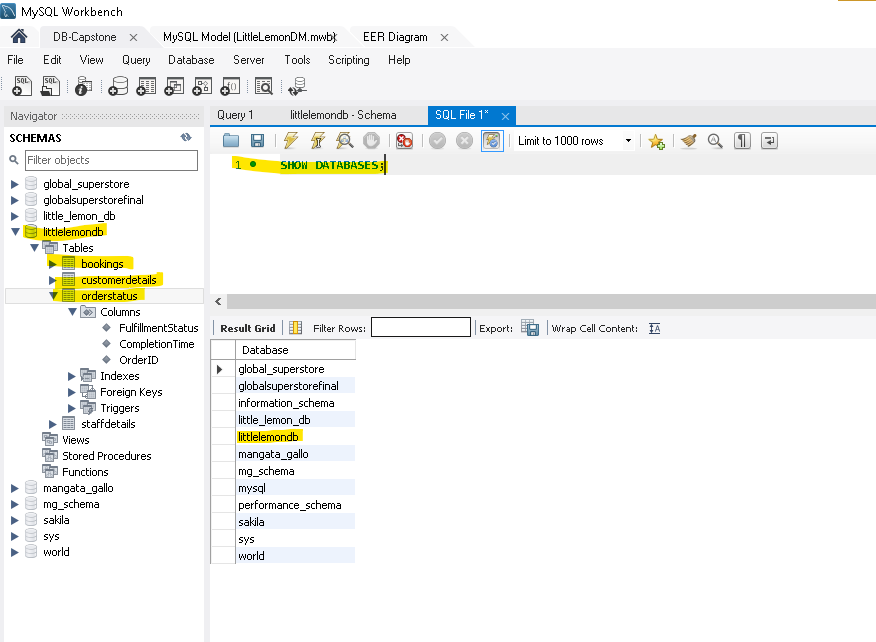 MySQL Workbench
DB-Capstone
MySQL Model (LittleLemonDM.mwb)
EER Diagram
File Edit View Query Database Server Tools Scripting Help
Navigator
SCHEMAS
Filter objects
global_superstore
globalsuperstorefinal
little_lemon_db
littlelemondb
Tables
bookings
customerdetails
orderstatus
Columns
FulfillmentStatus
CompletionTime
OrderID
Indexes
Foreign Keys
Triggers
staffdetails
Views
Stored Procedures
Functions
mangata_gallo
mg_schema
sakila
sys
world
Query 1
littlelemondb - Schema
SQL File 1*
Limit to 1000 rows
1 SHOW DATABASES;
Result Grid
Filter Rows:
Export:
Wrap Cell Content:
Database
global_superstore
globalsuperstorefinal
information_schema
little_lemon_db
littlelemondb
mangata_gallo
mg_schema
mysql
performance_schema
sakila
sys
world